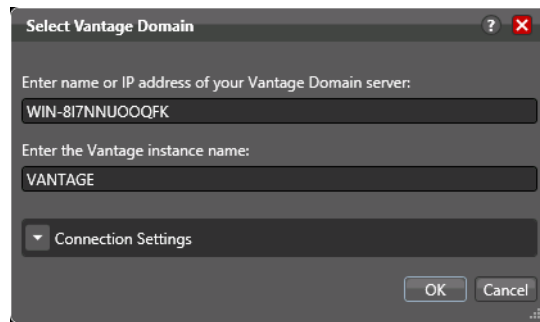 Select Vantage Domain ?
Enter name or IP address of your Vantage Domain server:
WIN-8I7NNUOOQFK
Enter the Vantage instance name:
VANTAGE
Connection Settings
OK Cancel